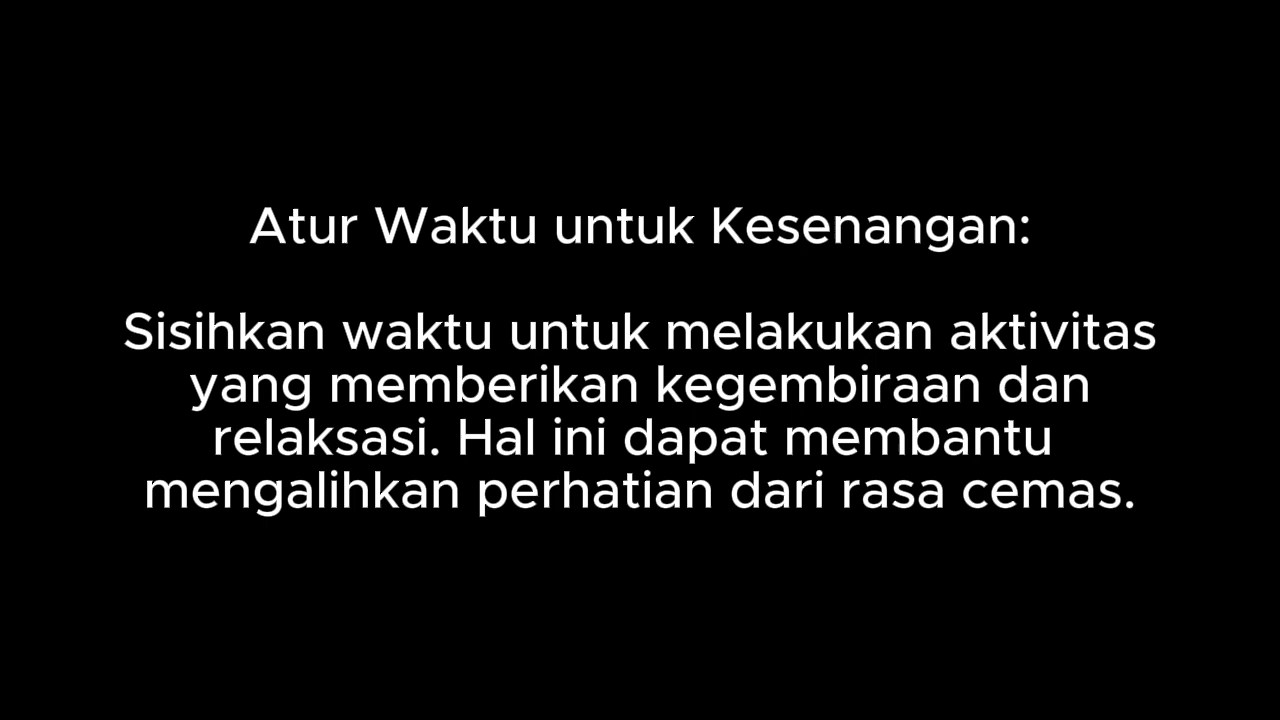 Atur Waktu untuk Kesenangan:
Sisihkan waktu untuk melakukan aktivitas
yang memberikan kegembiraan dan
relaksasi. Hal ini dapat membantu
mengalihkan perhatian dari rasa cemas.